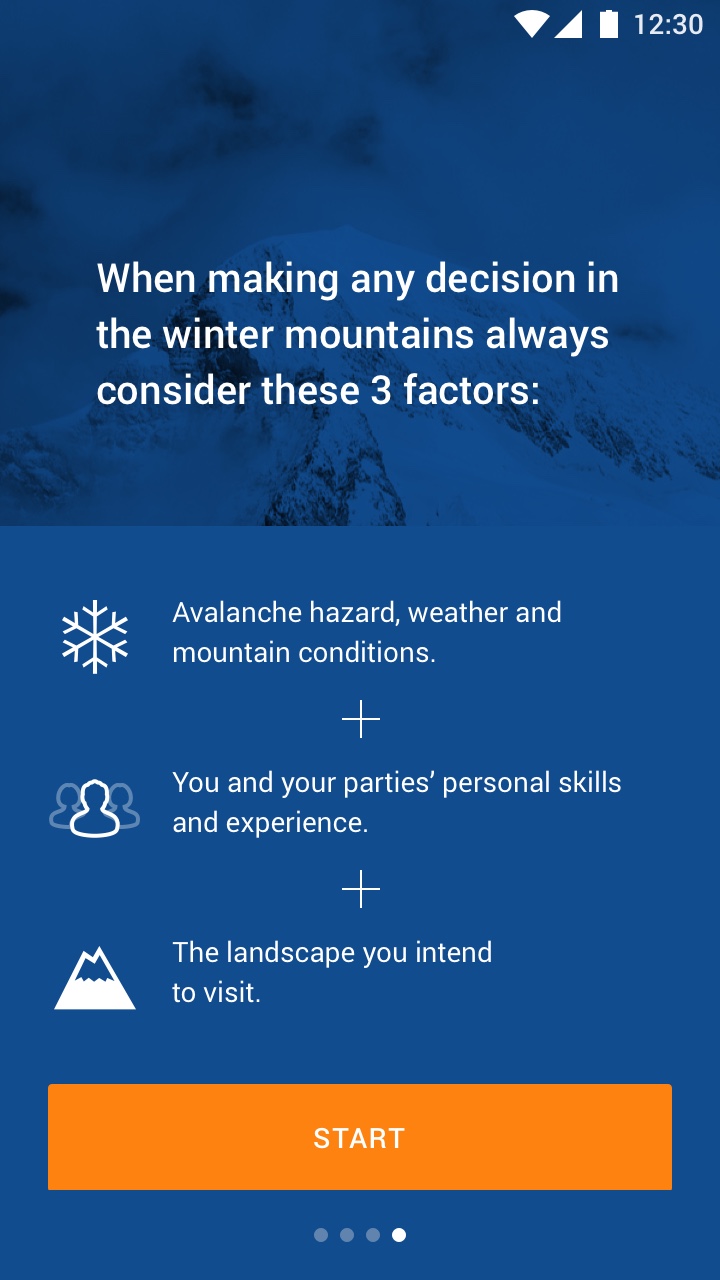 12:30
When making any decision in
the winter mountains always
consider these 3 factors:
Avalanche hazard, weather and
mountain conditions.
You and your parties’ personal skills
and experience.
The landscape you intend
to visit.
START